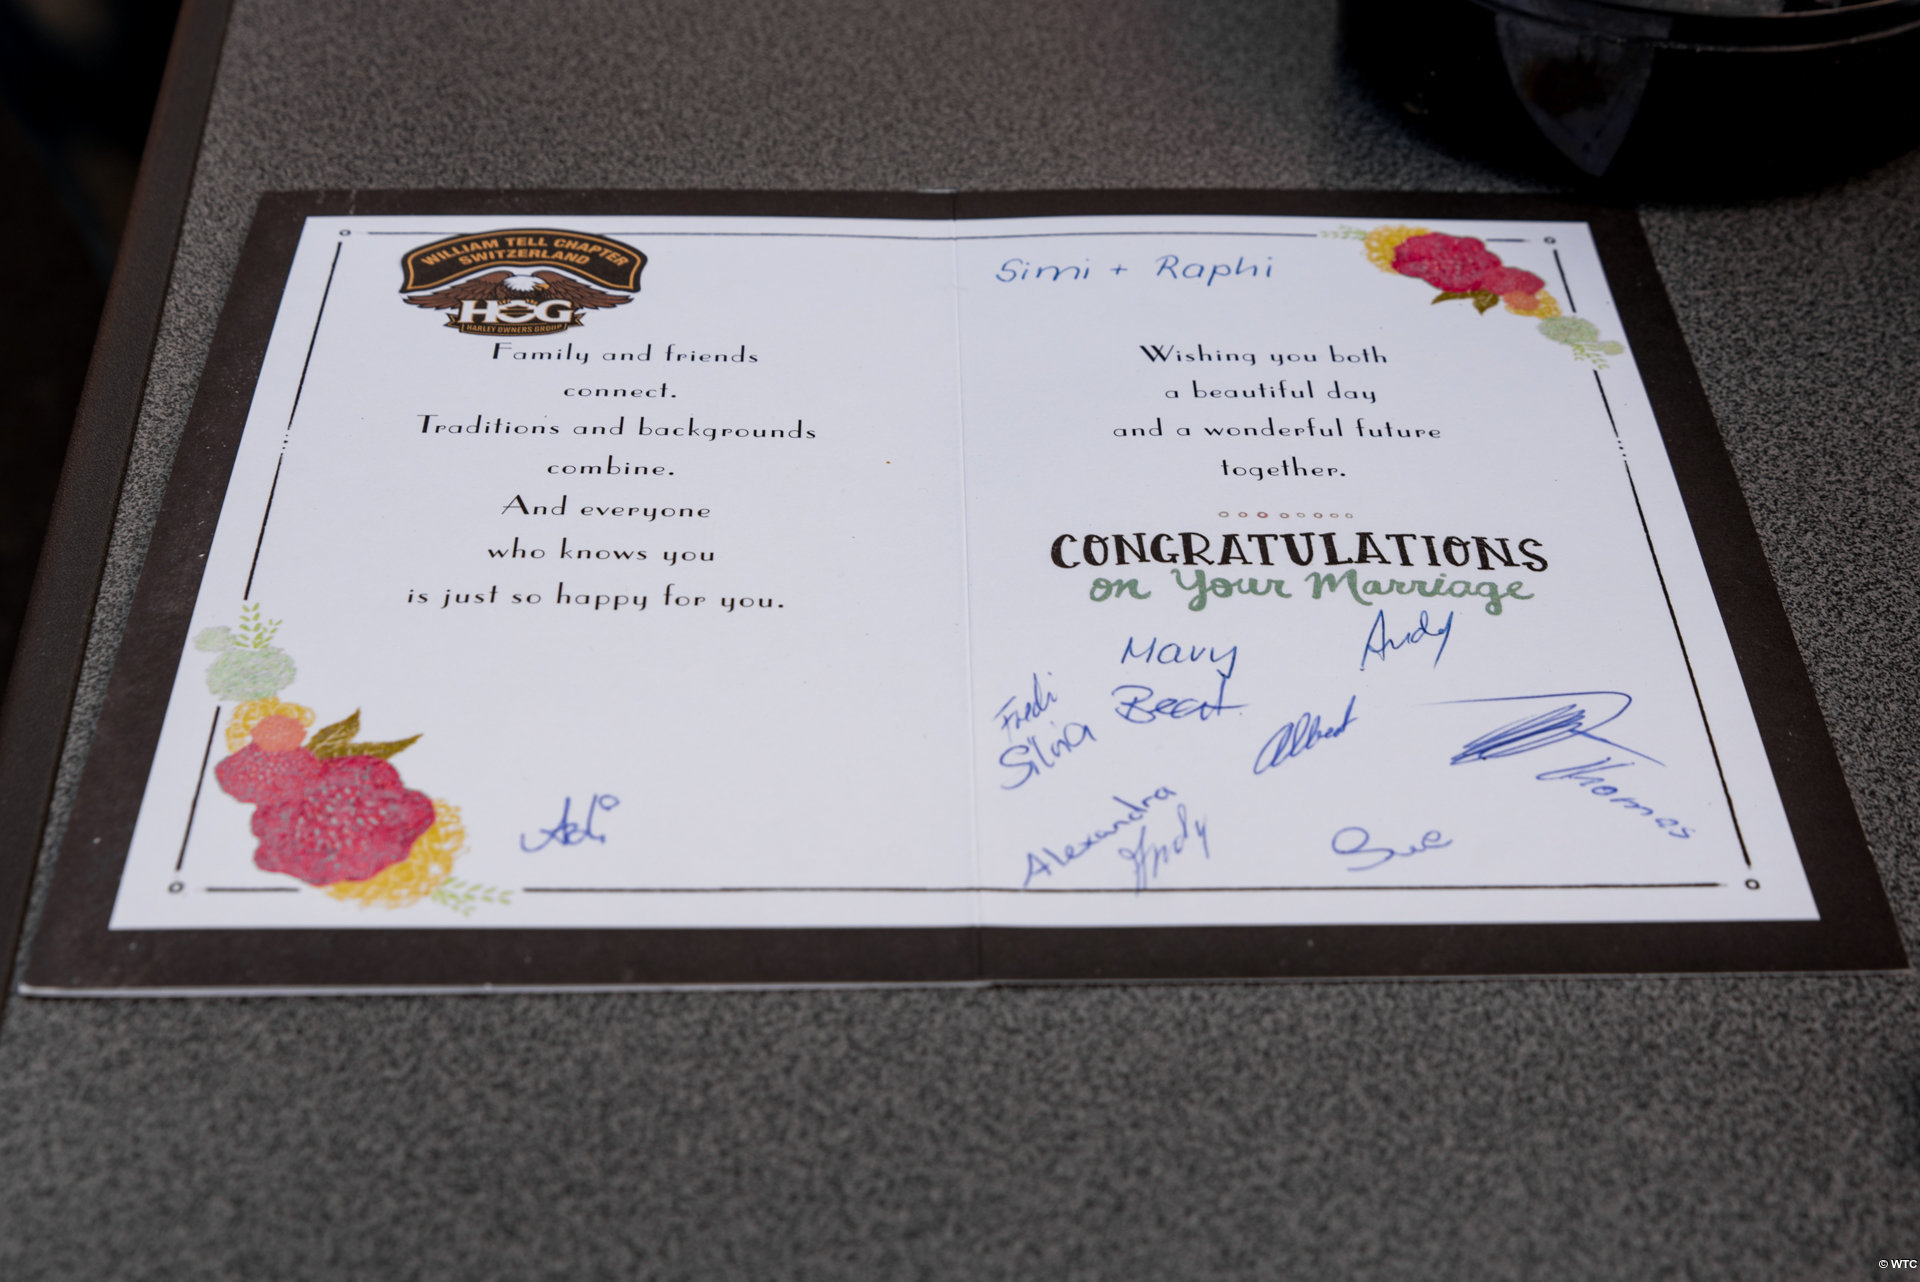 WILLIAM TELL CHAPTER
SWITZERLAND
HOG
HARLEY OWNERS GROUP
Family and friends
connect.
Traditions and backgrounds
combine.
And everyone
who knows you
is just so happy for you.
Simi + Raphi
Wishing you both
a beautiful day
and a wonderful future
together.
CONGRATULATIONS
on Your Marriage
Mary
Andy
Fredi
Silvia
Beat
Albert
Thomas
Alexandra
Andy
Sue
© WTC